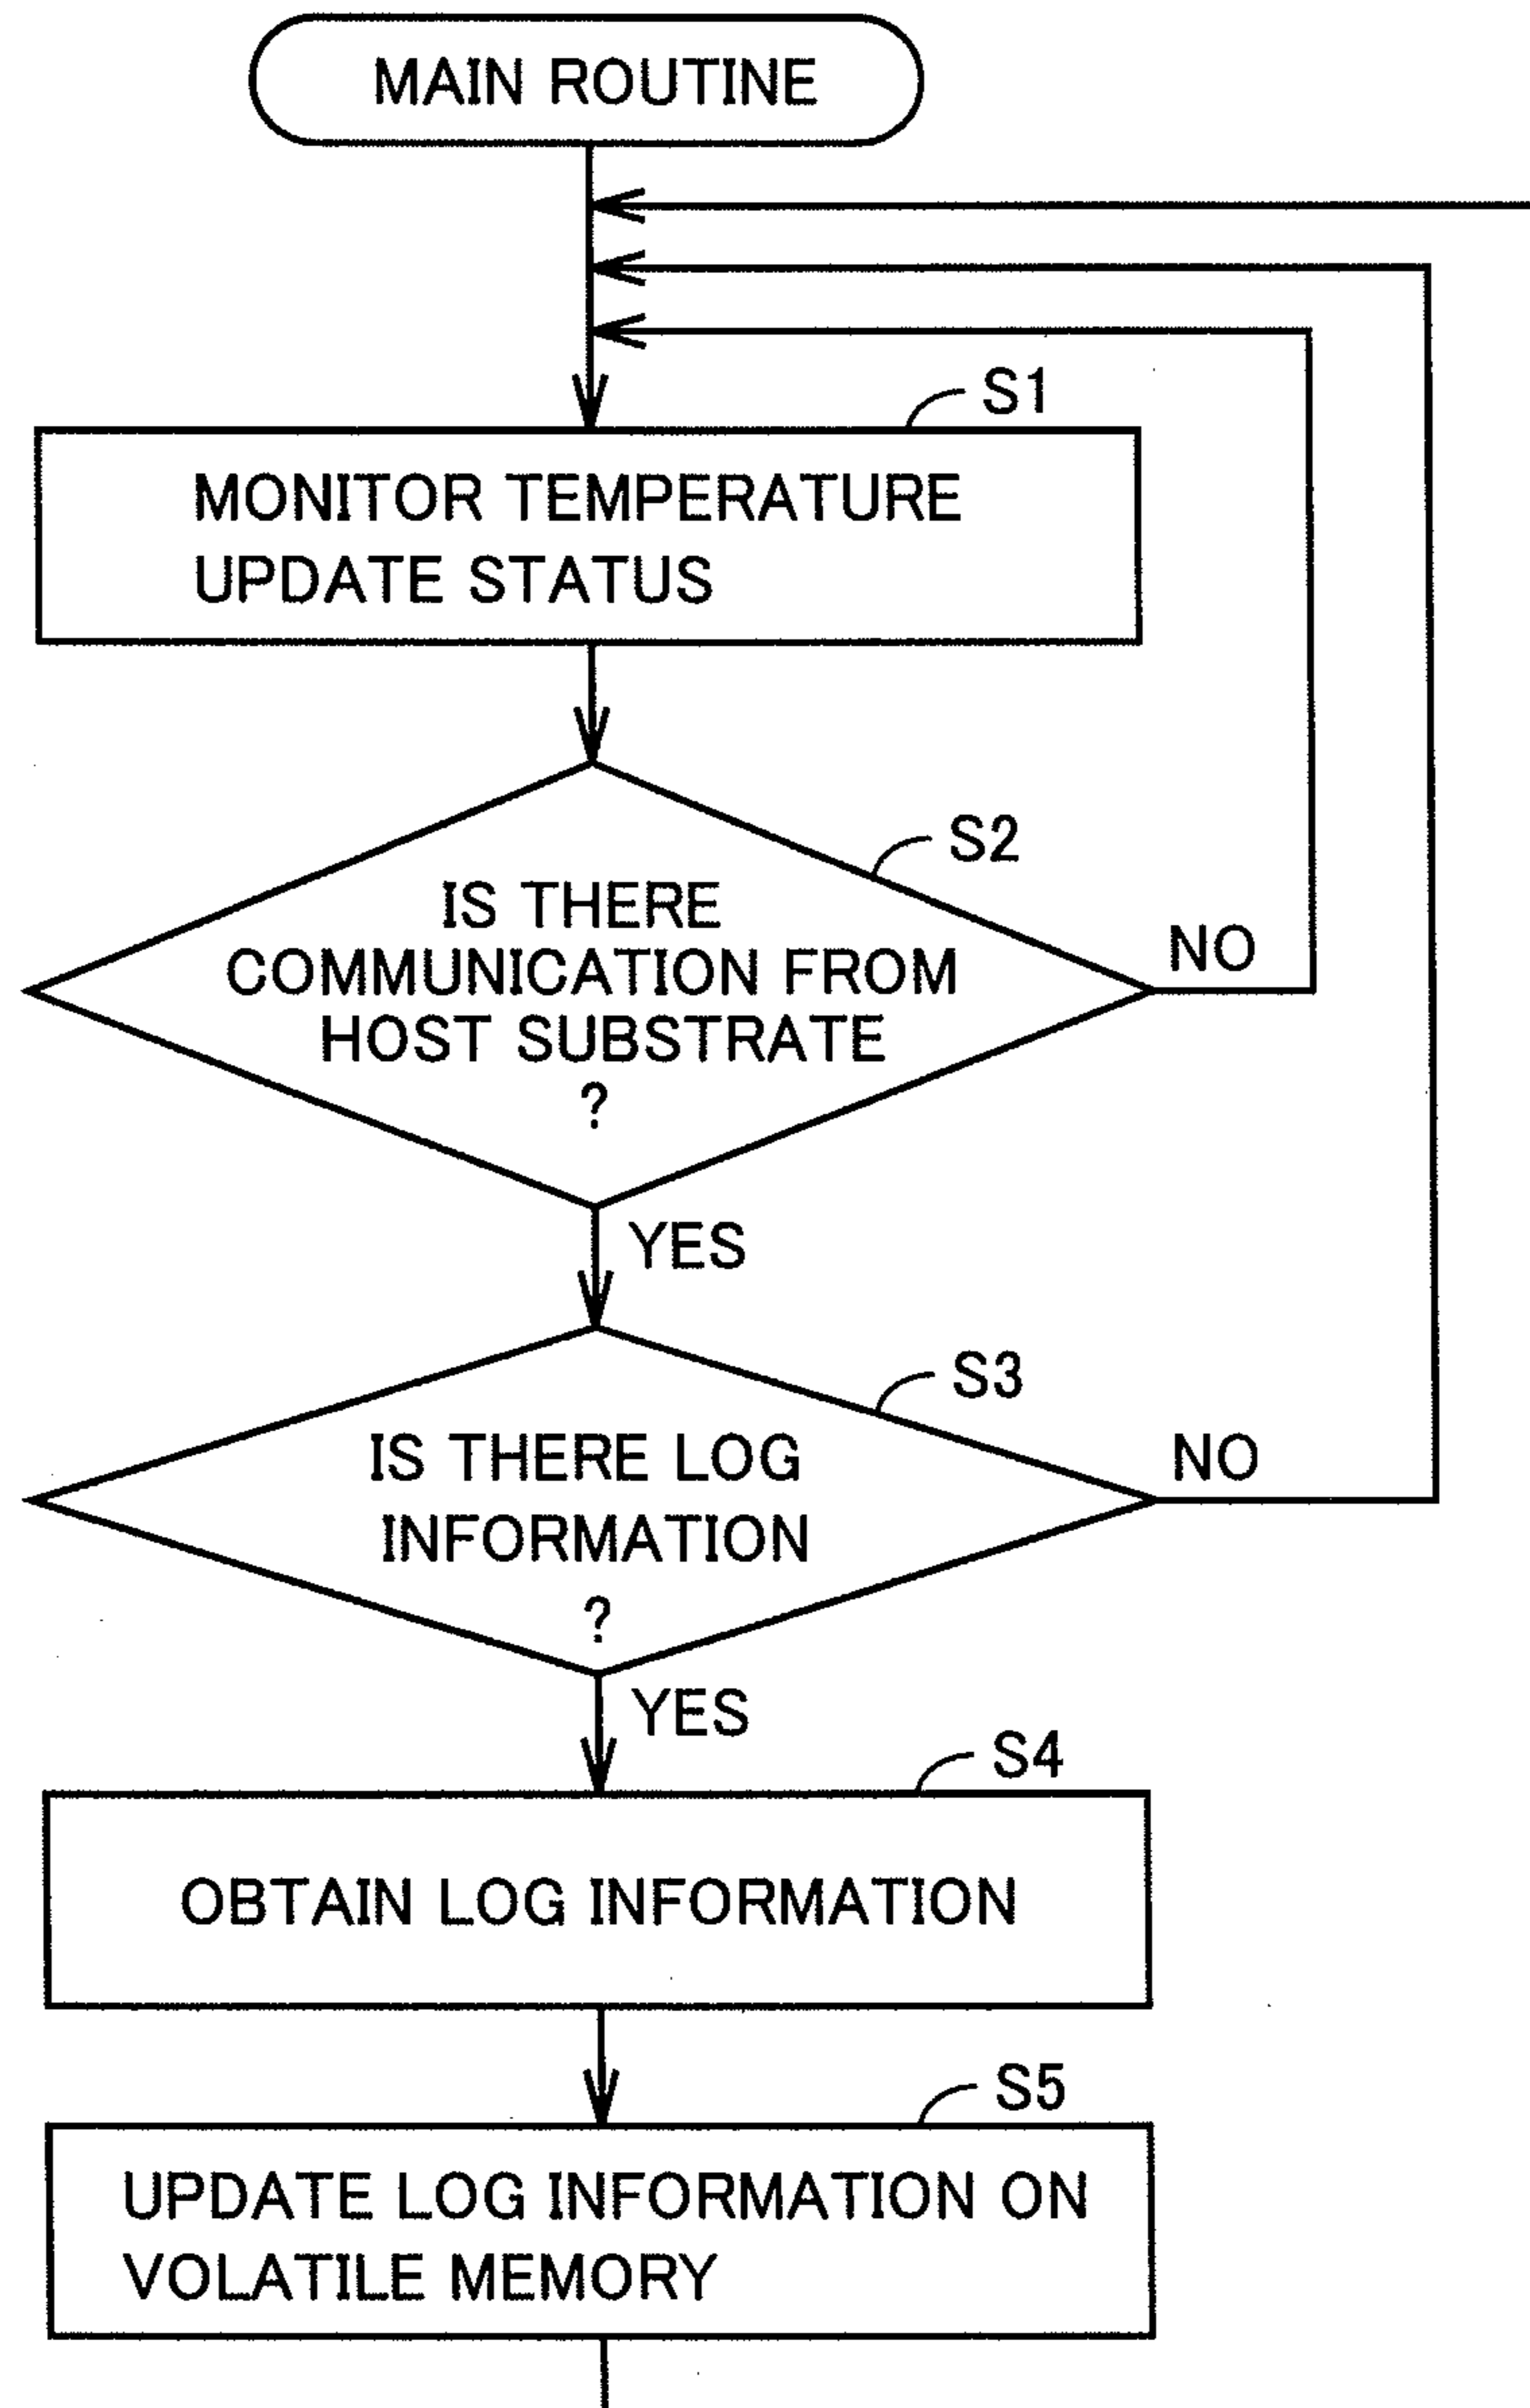 MAIN ROUTINE
S1
MONITOR TEMPERATURE
UPDATE STATUS
S2
IS THERE
COMMUNICATION FROM
HOST SUBSTRATE
?
NO
YES
S3
IS THERE LOG
INFORMATION
?
NO
YES
S4
OBTAIN LOG INFORMATION
S5
UPDATE LOG INFORMATION ON
VOLATILE MEMORY